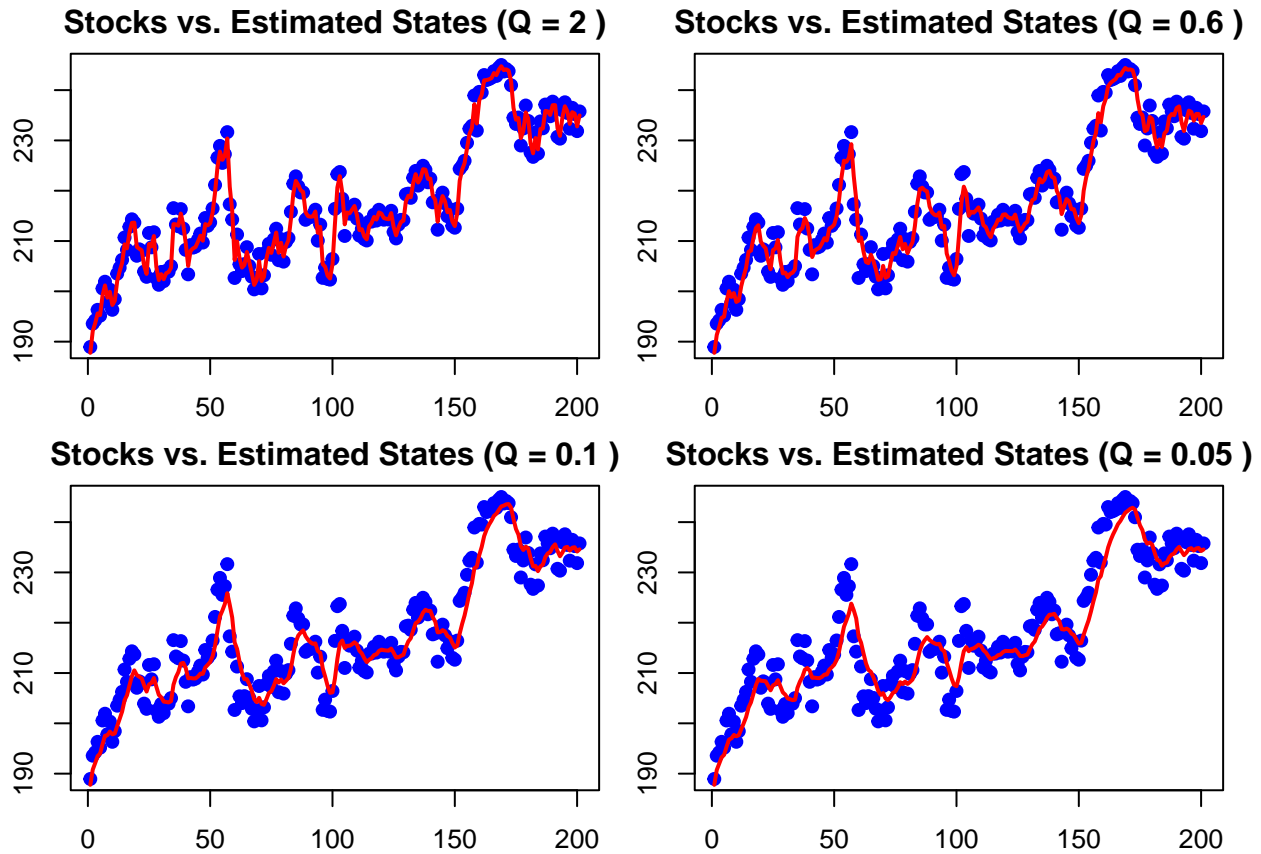 Stocks vs. Estimated States (Q = 2 )
190 210 230
0 50 100 150 200
Stocks vs. Estimated States (Q = 0.6 )
190 210 230
0 50 100 150 200
Stocks vs. Estimated States (Q = 0.1 )
190 210 230
0 50 100 150 200
Stocks vs. Estimated States (Q = 0.05 )
190 210 230
0 50 100 150 200